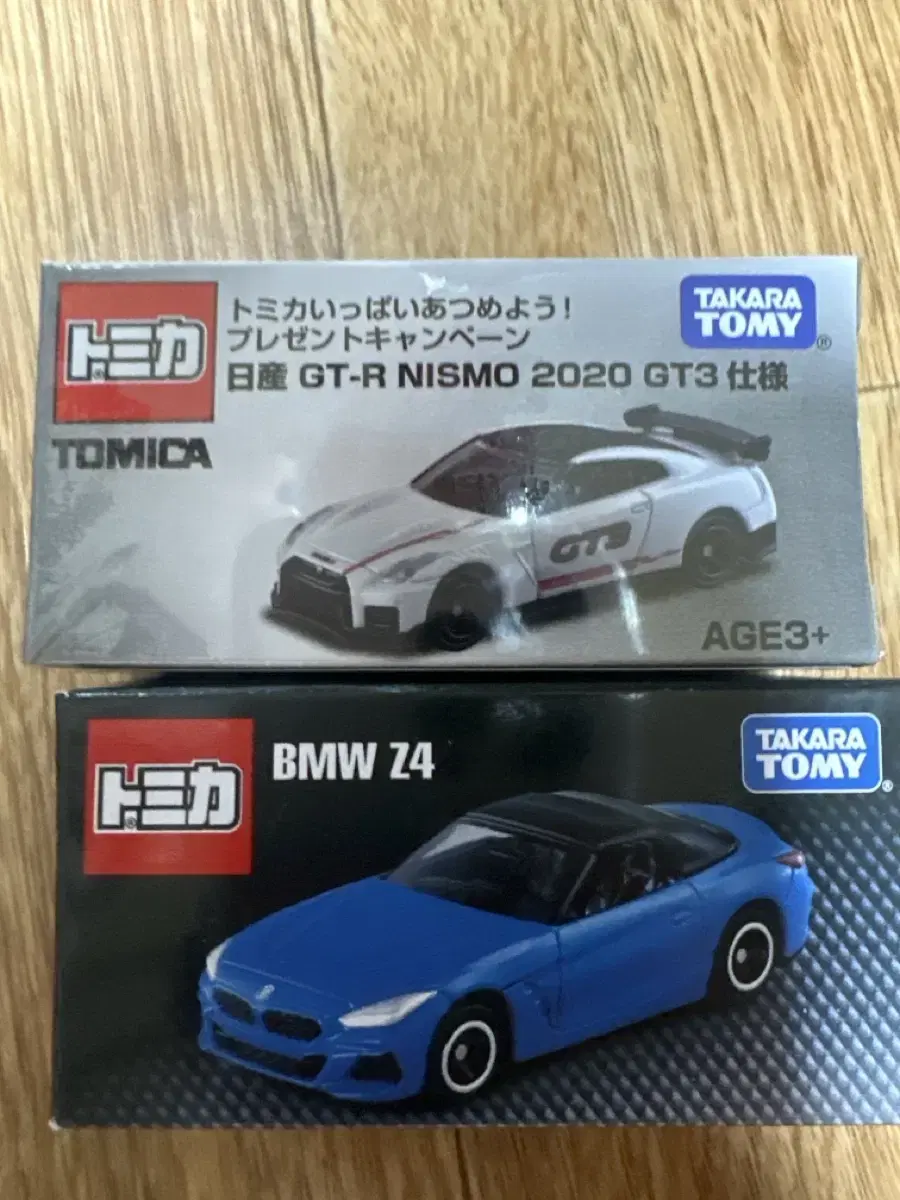 トミカ
TOMICA
トミカいっぱいあつめよう!
プレゼントキャンペーン
日産 GT-R NISMO 2020 GT3 仕様
TAKARA
TOMY
®
GT3
AGE3+
トミカ
®
BMW Z4
TAKARA
TOMY
®